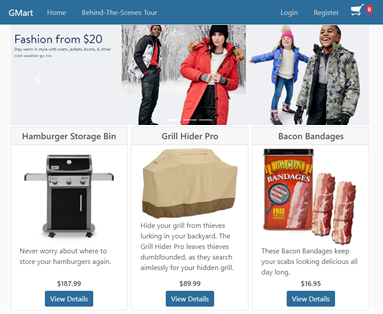 GMart Home Behind-The-Scenes Tour Login Register 0
Fashion from $20
Stay warm in style with coats, jackets, boots, & other
cold weather go-tos
Hamburger Storage Bin
Never worry about where to
store your hamburgers again.
$187.99
View Details
Grill Hider Pro
Hide your grill from thieves
lurking in your backyard. The
Grill Hider Pro leaves thieves
dumbfounded, as they search
aimlessly for your hidden grill.
$89.99
View Details
Bacon Bandages
BACON
BANDAGES
FREE
These Bacon Bandages keep
your scabs looking delicious all
day long.
$16.95
View Details